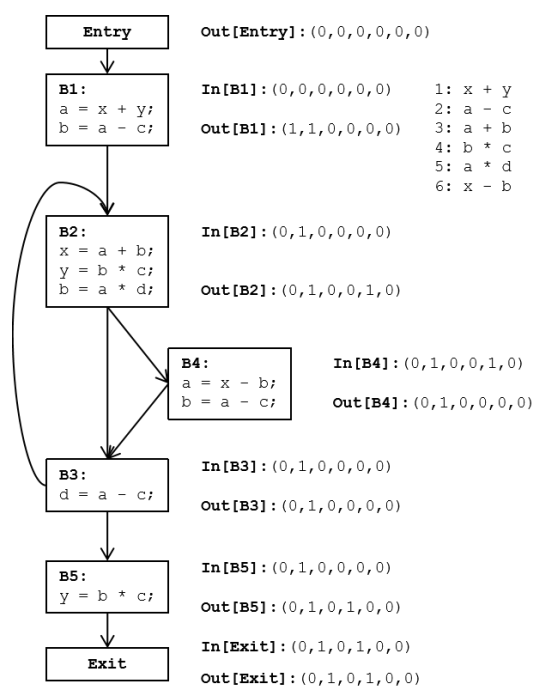 Entry Out[Entry]:(0,0,0,0,0,0)
B1: In[B1]:(0,0,0,0,0,0) 1: x + y
a = x + y; 2: a - c
b = a - c; Out[B1]:(1,1,0,0,0,0) 3: a + b
4: b * c
5: a * d
6: x - b
B2: In[B2]:(0,1,0,0,0,0)
x = a + b;
y = b * c;
b = a * d; Out[B2]:(0,1,0,0,1,0)
B4: In[B4]:(0,1,0,0,1,0)
a = x - b;
b = a - c; Out[B4]:(0,1,0,0,0,0)
B3: In[B3]:(0,1,0,0,0,0)
d = a - c;
Out[B3]:(0,1,0,0,0,0)
B5: In[B5]:(0,1,0,0,0,0)
y = b * c;
Out[B5]:(0,1,0,1,0,0)
In[Exit]:(0,1,0,1,0,0)
Exit
Out[Exit]:(0,1,0,1,0,0)